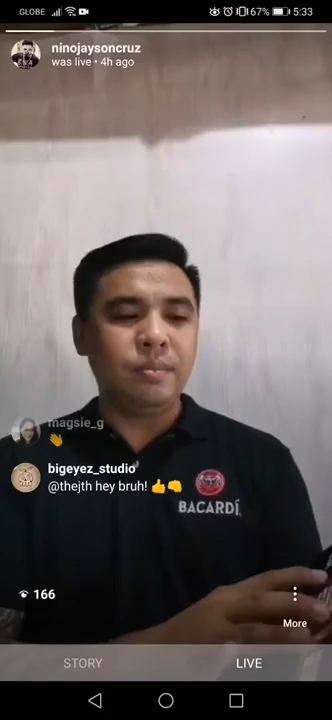 GLOBE 67% 5:33
ninojaysoncruz
was live • 4h ago
magsie_g
👏
bigeyez_studio
@thejth hey bruh! 👍👊
BACARDÍ
166
More
STORY LIVE